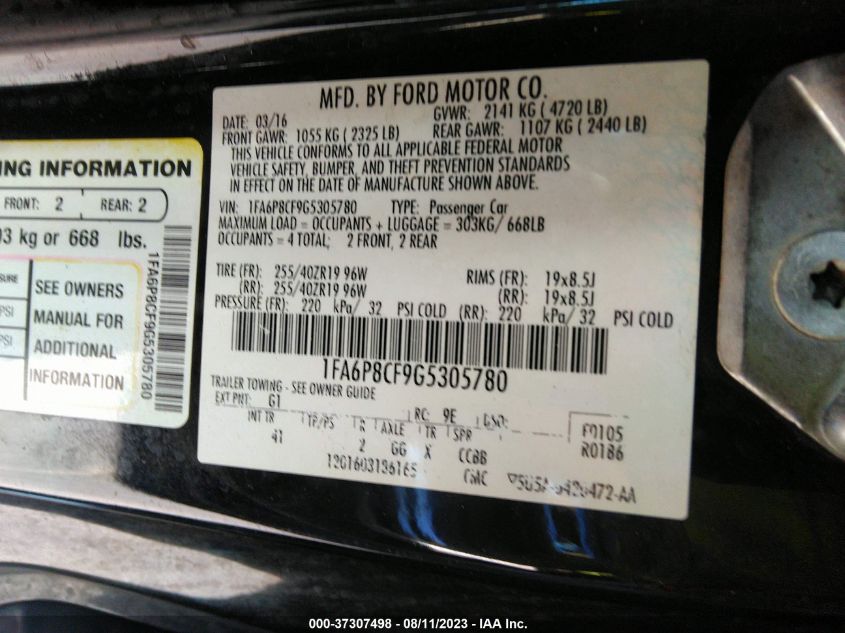 MFD. BY FORD MOTOR CO.
DATE: 03/16 GVWR: 2141 KG ( 4720 LB)
FRONT GAWR: 1055 KG ( 2325 LB) REAR GAWR: 1107 KG ( 2440 LB)
THIS VEHICLE CONFORMS TO ALL APPLICABLE FEDERAL MOTOR
VEHICLE SAFETY, BUMPER, AND THEFT PREVENTION STANDARDS
IN EFFECT ON THE DATE OF MANUFACTURE SHOWN ABOVE.
VIN: 1FA6P8CF9G5305780 TYPE: Passenger Car
MAXIMUM LOAD = OCCUPANTS + LUGGAGE = 303KG/ 668LB
OCCUPANTS = 4 TOTAL; 2 FRONT, 2 REAR
TIRE (FR): 255/40ZR19 96W RIMS (FR): 19x8.5J
(RR): 255/40ZR19 96W (RR): 19x8.5J
PRESSURE (FR): 220 kPa/ 32 PSI COLD (RR): 220 kPa/ 32 PSI COLD
1FA6P8CF9G5305780
TRAILER TOWING - SEE OWNER GUIDE
EXT PNT: G1 RC: 9E DSO: F0105
INT TR TYP/PS R AXLE TR SPR R0186
41 2 GG X CCBB
FMC
ING INFORMATION
FRONT: 2 REAR: 2
03 kg or 668 lbs.
SURE
PSI
PSI
SEE OWNERS
MANUAL FOR
ADDITIONAL
INFORMATION
1FA6P8CF9G5305780
000-37307498 - 08/11/2023 - IAA Inc.